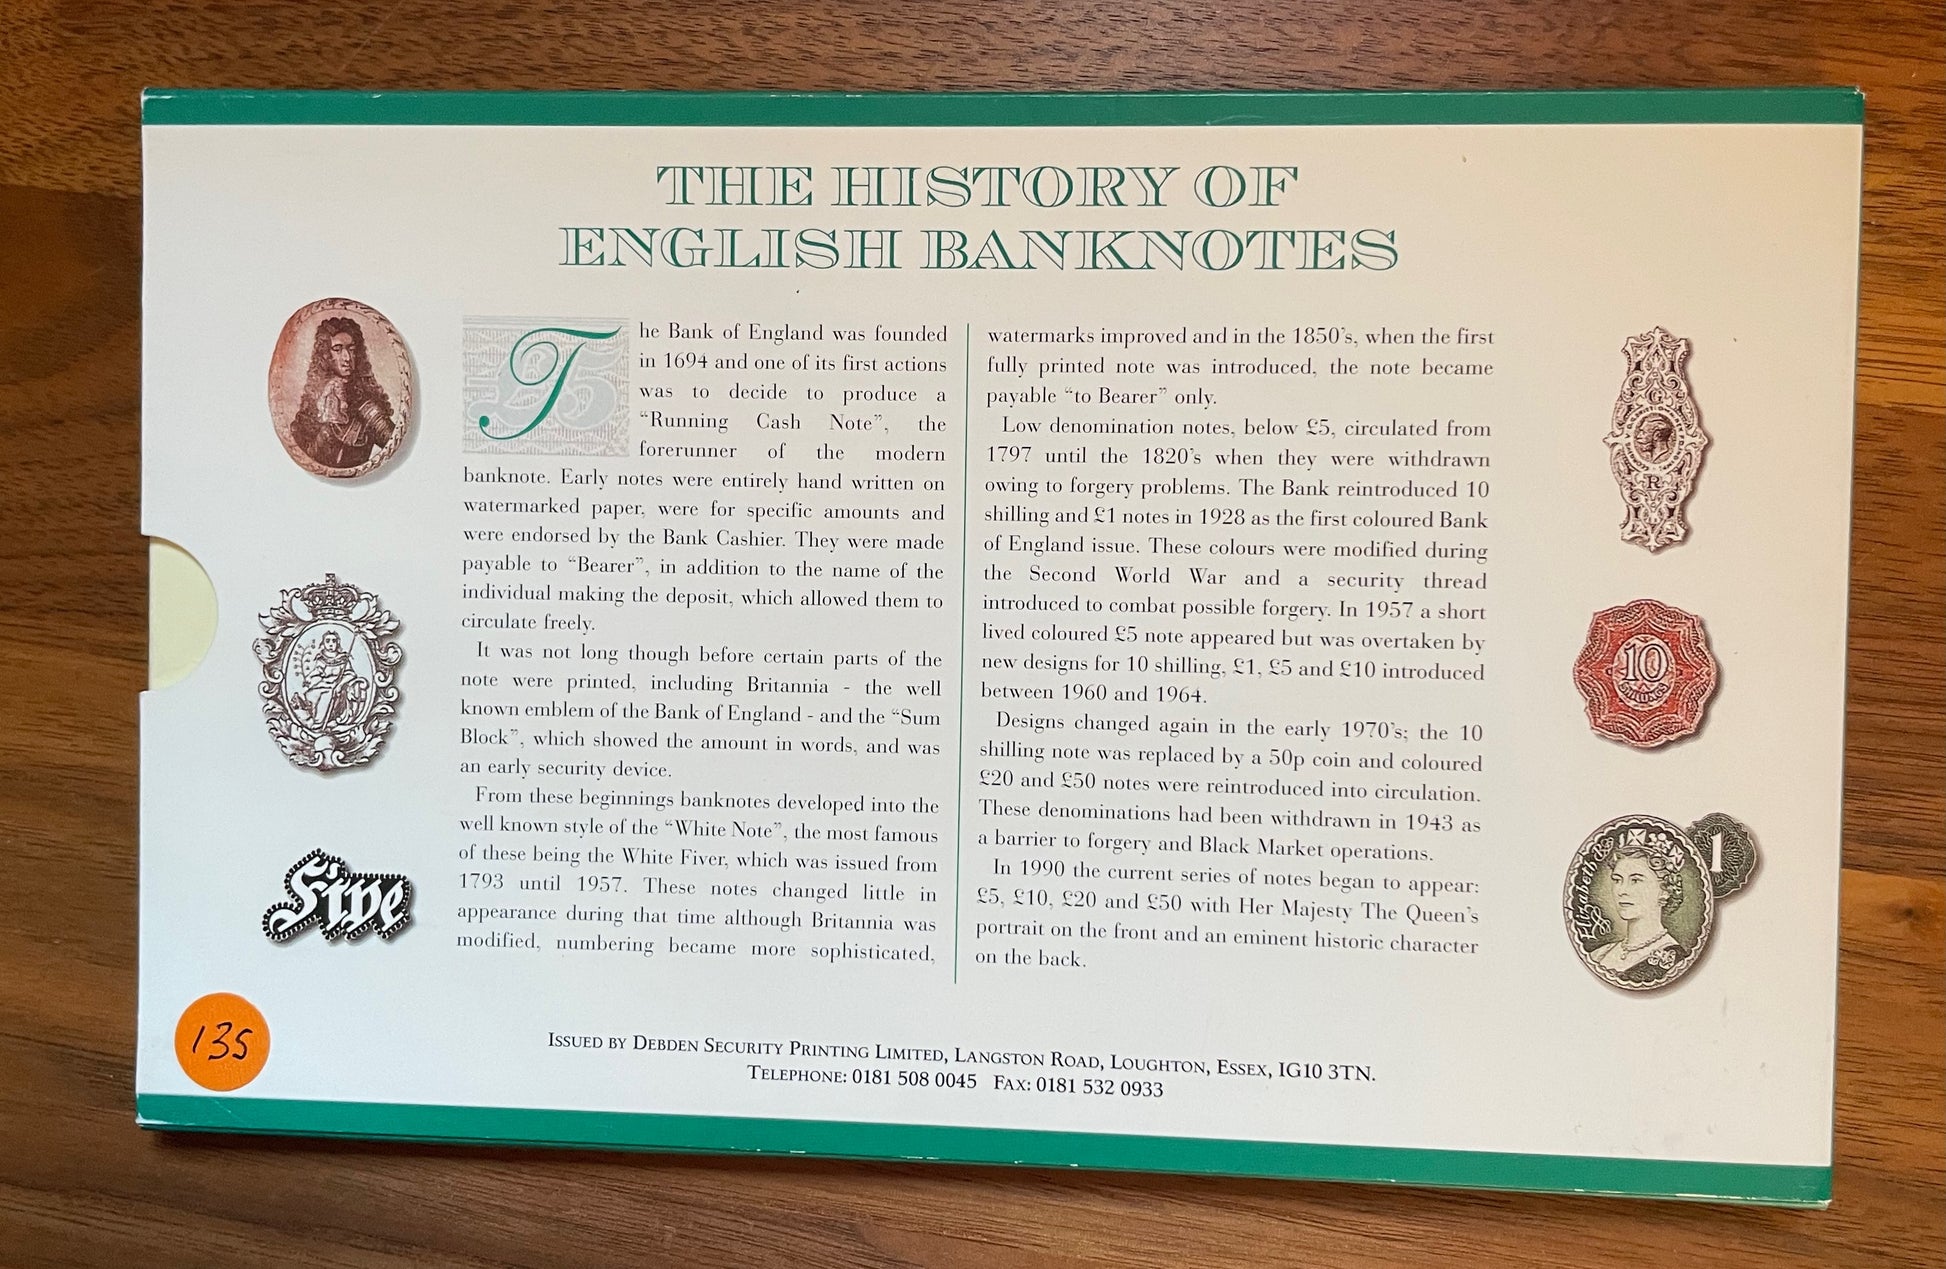 THE HISTORY OF
ENGLISH BANKNOTES
The Bank of England was founded
in 1694 and one of its first actions
was to decide to produce a
“Running Cash Note”, the
forerunner of the modern
banknote. Early notes were entirely hand written on
watermarked paper, were for specific amounts and
were endorsed by the Bank Cashier. They were made
payable to “Bearer”, in addition to the name of the
individual making the deposit, which allowed them to
circulate freely.
It was not long though before certain parts of the
note were printed, including Britannia - the well
known emblem of the Bank of England - and the “Sum
Block”, which showed the amount in words, and was
an early security device.
From these beginnings banknotes developed into the
well known style of the “White Note”, the most famous
of these being the White Fiver, which was issued from
1793 until 1957. These notes changed little in
appearance during that time although Britannia was
modified, numbering became more sophisticated,
watermarks improved and in the 1850’s, when the first
fully printed note was introduced, the note became
payable “to Bearer” only.
Low denomination notes, below £5, circulated from
1797 until the 1820’s when they were withdrawn
owing to forgery problems. The Bank reintroduced 10
shilling and £1 notes in 1928 as the first coloured Bank
of England issue. These colours were modified during
the Second World War and a security thread
introduced to combat possible forgery. In 1957 a short
lived coloured £5 note appeared but was overtaken by
new designs for 10 shilling, £1, £5 and £10 introduced
between 1960 and 1964.
Designs changed again in the early 1970’s; the 10
shilling note was replaced by a 50p coin and coloured
£20 and £50 notes were reintroduced into circulation.
These denominations had been withdrawn in 1943 as
a barrier to forgery and Black Market operations.
In 1990 the current series of notes began to appear:
£5, £10, £20 and £50 with Her Majesty The Queen’s
portrait on the front and an eminent historic character
on the back.
Five
G
R
10
SHILLINGS
1
135
ISSUED BY DEBDEN SECURITY PRINTING LIMITED, LANGSTON ROAD, LOUGHTON, ESSEX, IG10 3TN.
TELEPHONE: 0181 508 0045 FAX: 0181 532 0933